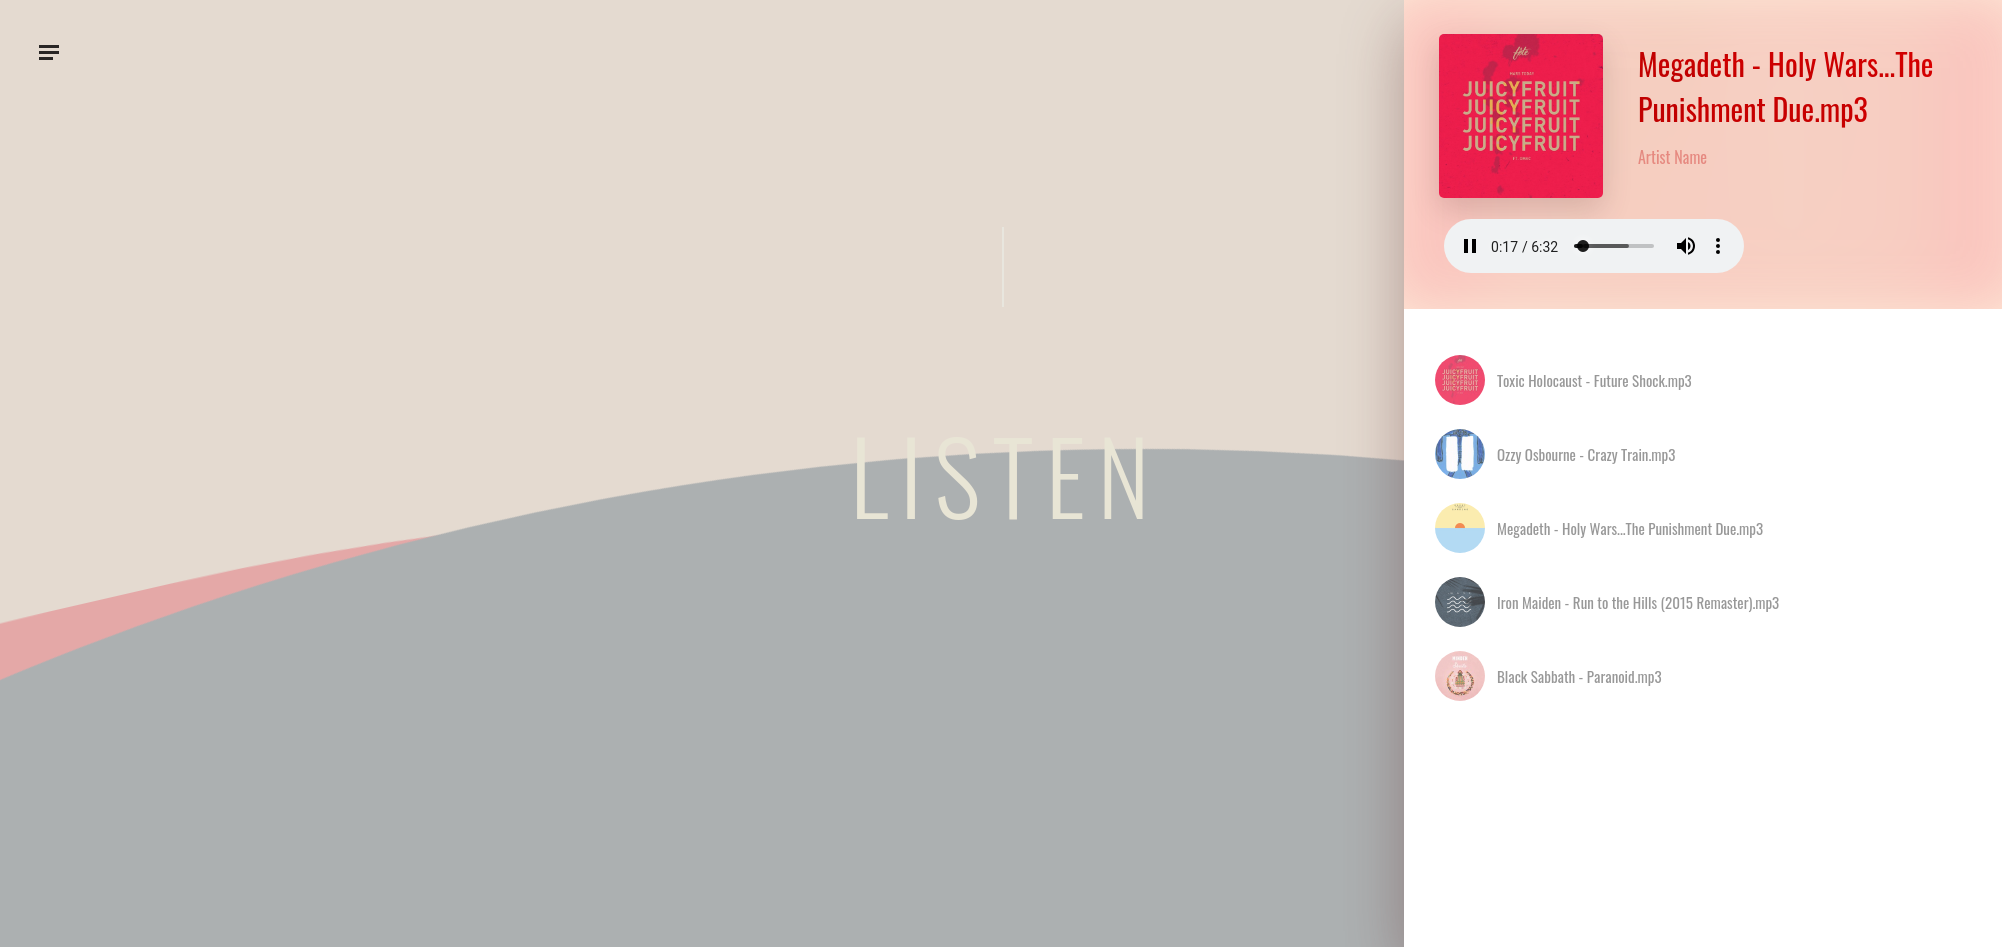 Holé
JUICYFRUIT
JUICYFRUIT
JUICYFRUIT
JUICYFRUIT
Megadeth - Holy Wars...The
Punishment Due.mp3
Artist Name
0:17 / 6:32
LISTEN
Toxic Holocaust - Future Shock.mp3
Ozzy Osbourne - Crazy Train.mp3
Megadeth - Holy Wars...The Punishment Due.mp3
Iron Maiden - Run to the Hills (2015 Remaster).mp3
Black Sabbath - Paranoid.mp3